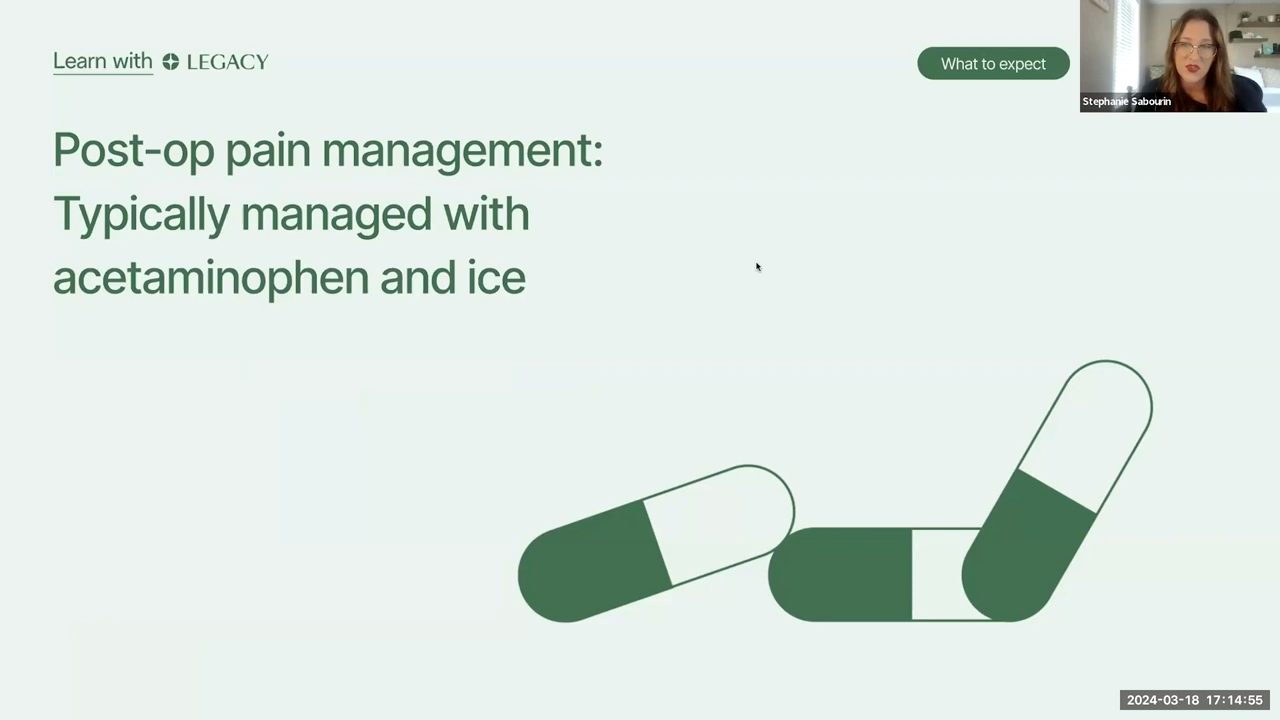 Learn with LEGACY
What to expect
Stephanie Sabourin
Post-op pain management:
Typically managed with
acetaminophen and ice
2024-03-18 17:14:55